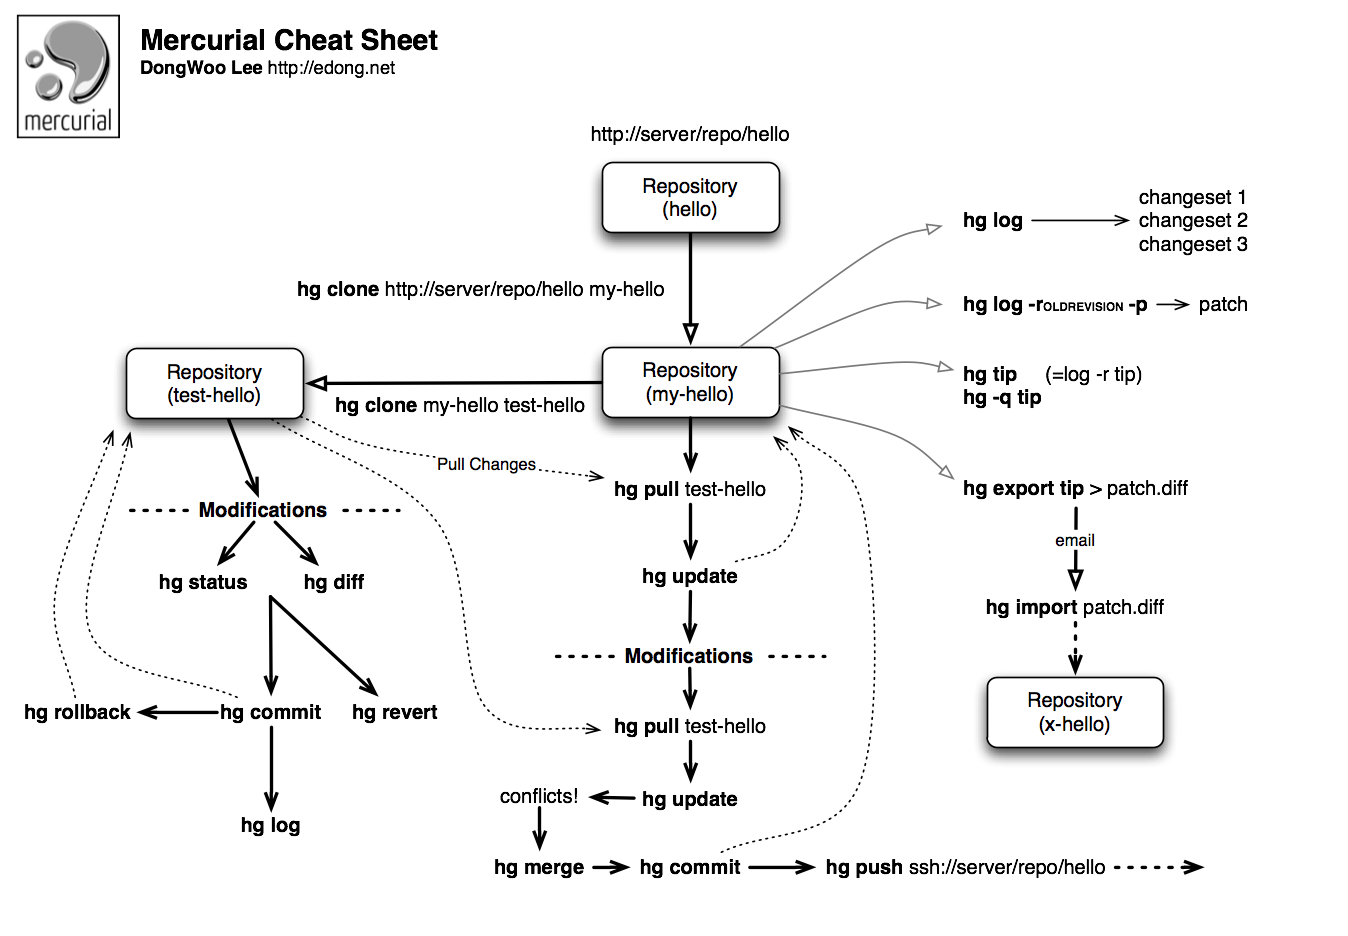 mercurial
Mercurial Cheat Sheet
DongWoo Lee http://edong.net
http://server/repo/hello
Repository
(hello)
hg clone http://server/repo/hello my-hello
Repository
(my-hello)
hg clone my-hello test-hello
Repository
(test-hello)
Modifications
hg status
hg diff
hg commit
hg revert
hg rollback
hg log
Pull Changes
hg pull test-hello
hg update
Modifications
hg pull test-hello
hg update
conflicts!
hg merge
hg commit
hg push ssh://server/repo/hello
hg log
changeset 1
changeset 2
changeset 3
hg log -rOLDREVISION -p
patch
hg tip (=log -r tip)
hg -q tip
hg export tip > patch.diff
email
hg import patch.diff
Repository
(x-hello)